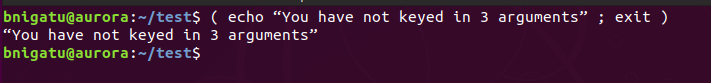 bnigatu@aurora:~/test$ ( echo “You have not keyed in 3 arguments” ; exit )
“You have not keyed in 3 arguments”
bnigatu@aurora:~/test$